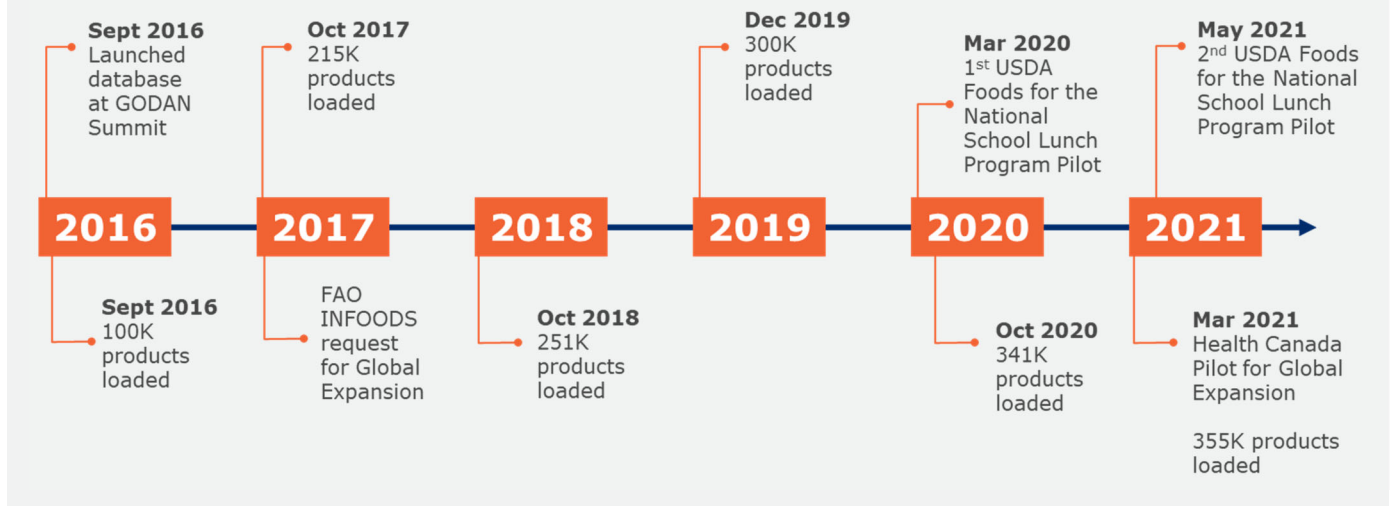 Sept 2016
Launched
database
at GODAN
Summit
Oct 2017
215K
products
loaded
Dec 2019
300K
products
loaded
Mar 2020
1st USDA
Foods for the
National
School Lunch
Program Pilot
May 2021
2nd USDA Foods
for the National
School Lunch
Program Pilot
2016
2017
2018
2019
2020
2021
Sept 2016
100K
products
loaded
FAO
INFOODS
request
for Global
Expansion
Oct 2018
251K
products
loaded
Oct 2020
341K
products
loaded
Mar 2021
Health Canada
Pilot for Global
Expansion
355K products
loaded